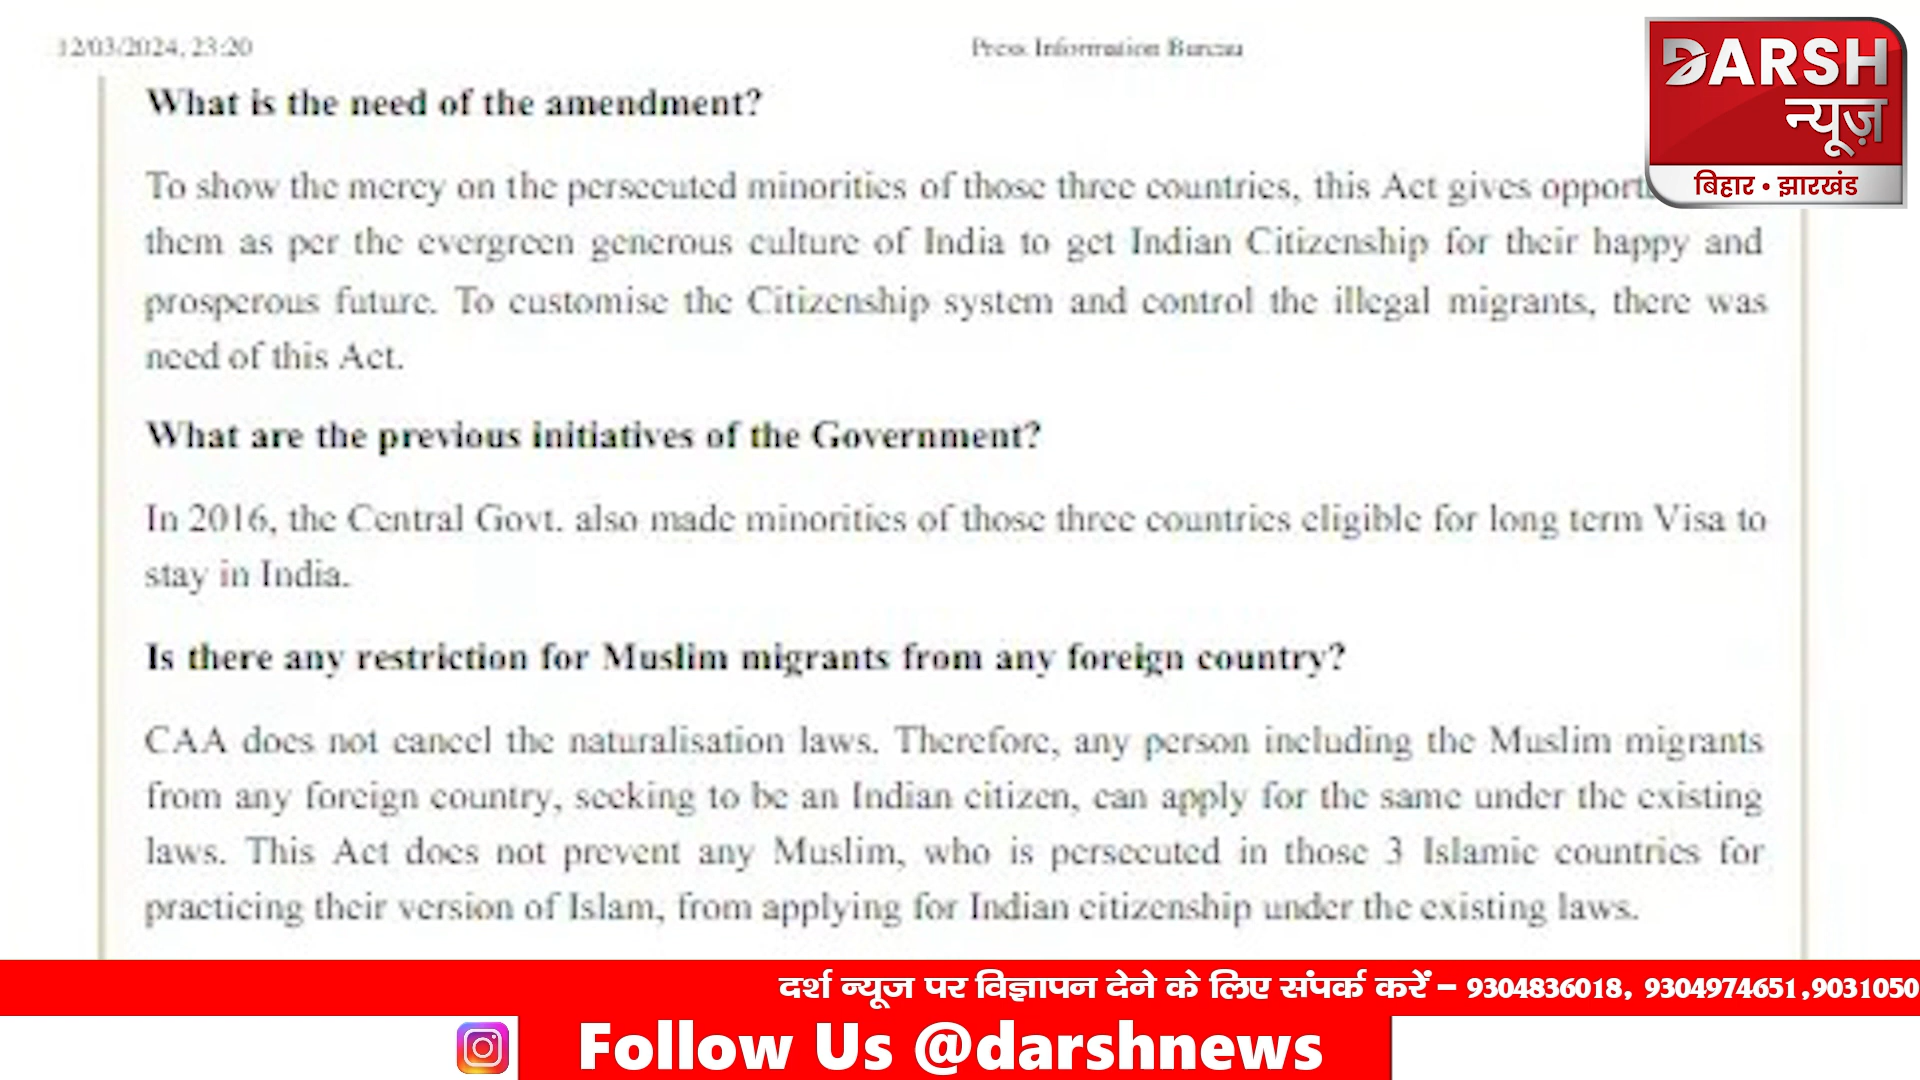 12/03/2024, 23:20
Press Information Bureau
DARSH
न्यूज़
बिहार • झारखंड
What is the need of the amendment?
To show the mercy on the persecuted minorities of those three countries, this Act gives
them as per the evergreen generous culture of India to get Indian Citizenship for their happy and
prosperous future. To customise the Citizenship system and control the illegal migrants, there was
need of this Act.
What are the previous initiatives of the Government?
In 2016, the Central Govt. also made minorities of those three countries eligible for long term Visa to
stay in India.
Is there any restriction for Muslim migrants from any foreign country?
CAA does not cancel the naturalisation laws. Therefore, any person including the Muslim migrants
from any foreign country, seeking to be an Indian citizen, can apply for the same under the existing
laws. This Act does not prevent any Muslim, who is persecuted in those 3 Islamic countries for
practicing their version of Islam, from applying for Indian citizenship under the existing laws.
दर्श न्यूज पर विज्ञापन देने के लिए संपर्क करें – 9304836018, 9304974651,9031050
Follow Us @darshnews